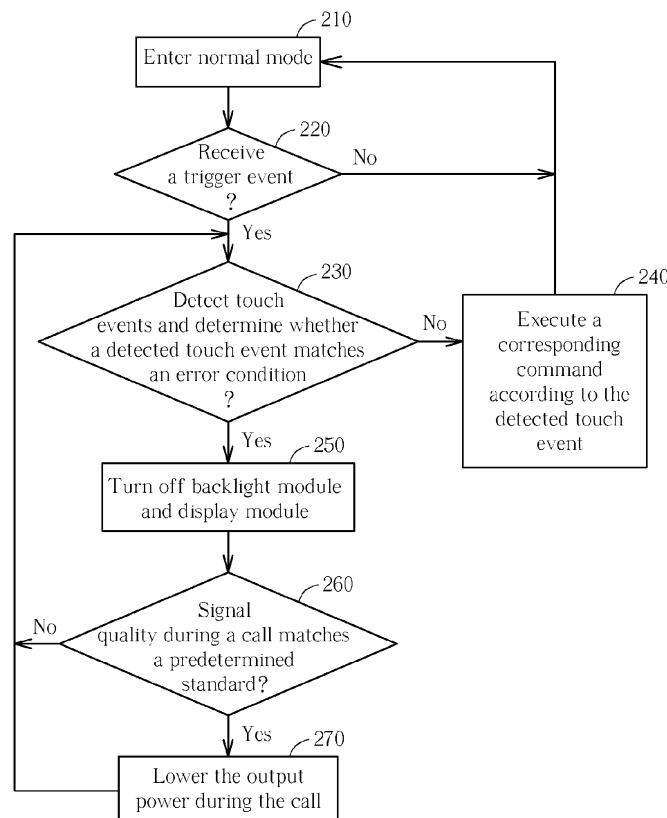 210
Enter normal mode
220
Receive
a trigger event
?
No
Yes
230
Detect touch
events and determine whether
a detected touch event matches
an error condition
?
No
240
Execute a
corresponding
command
according to the
detected touch
event
Yes
250
Turn off backlight module
and display module
260
Signal
quality during a call matches
a predetermined
standard?
No
Yes
270
Lower the output
power during the call